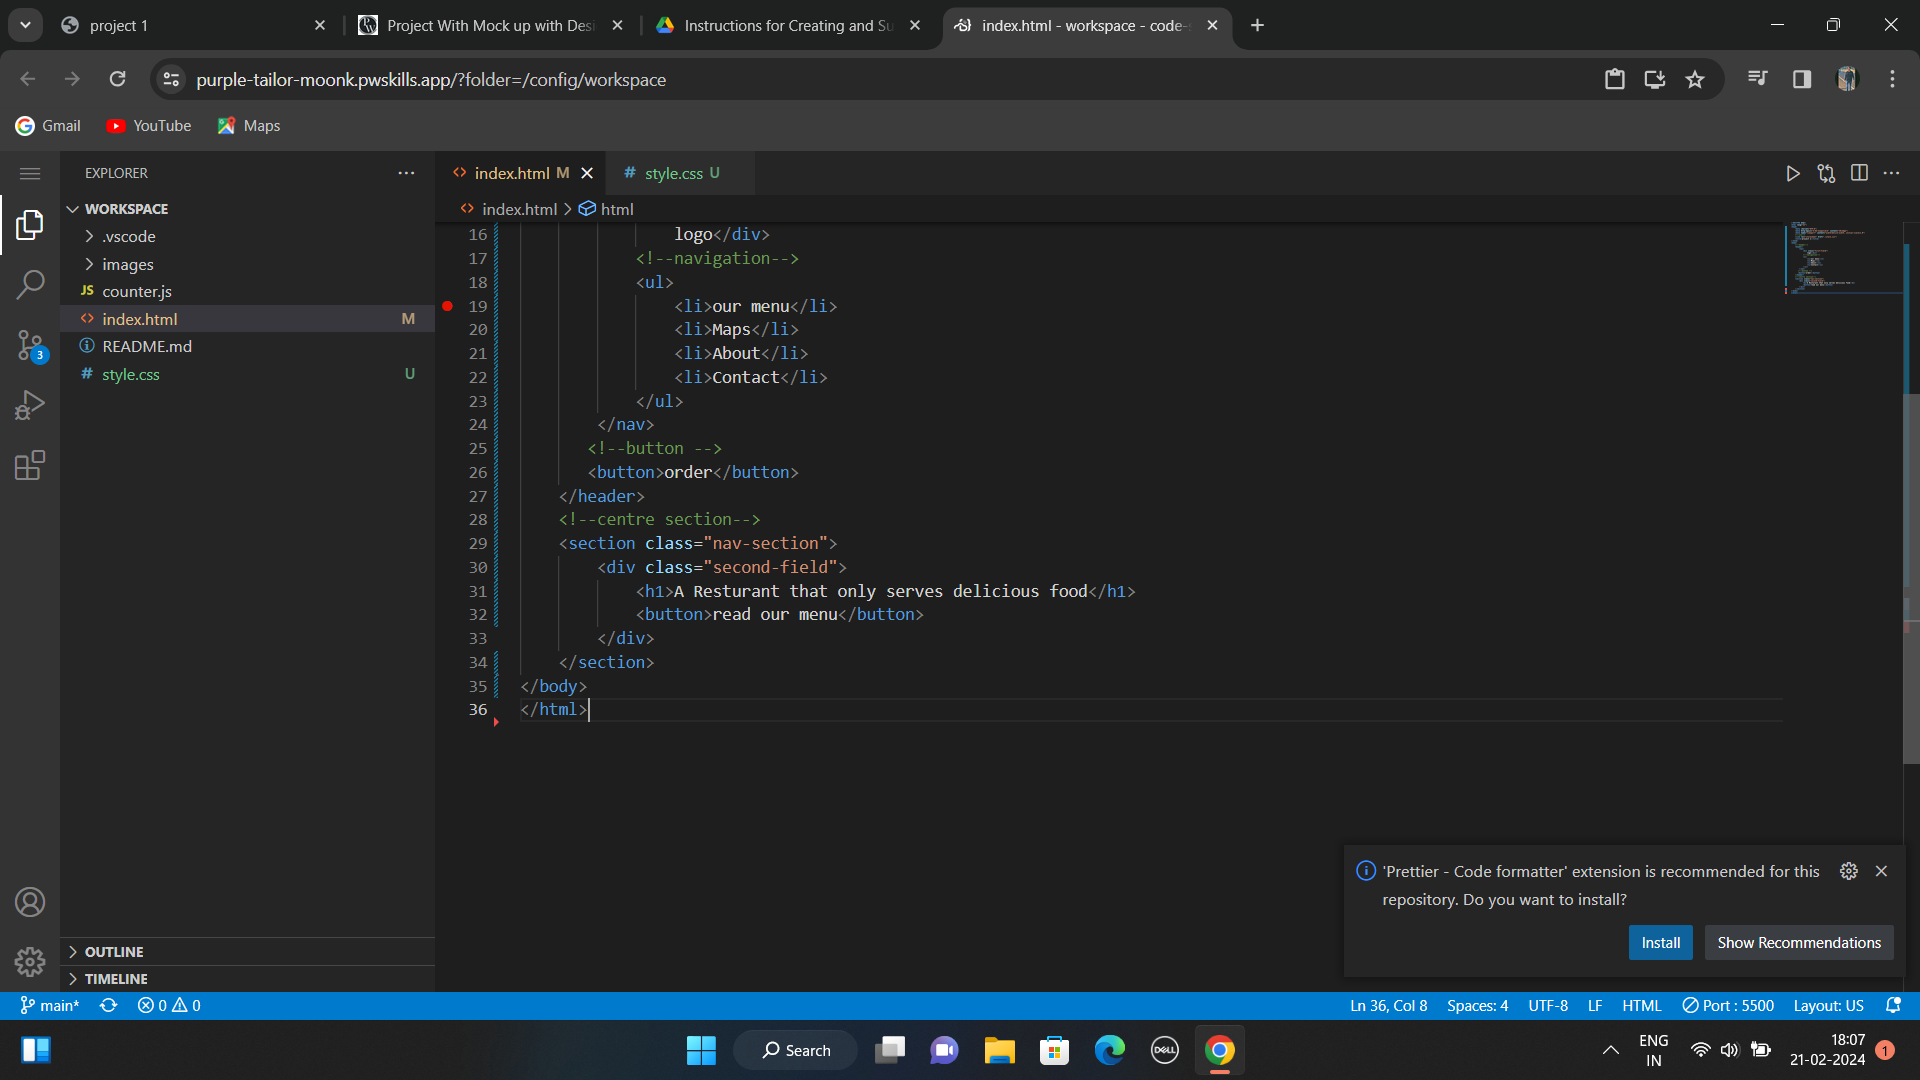 project 1
Project With Mock up with Desi
Instructions for Creating and Su
index.html - workspace - code-s
purple-tailor-moonk.pwskills.app/?folder=/config/workspace
Gmail
YouTube
Maps
EXPLORER
index.html M
# style.css U
WORKSPACE
index.html > html
.vscode
images
JS counter.js
index.html M
README.md
# style.css U
3
16 logo</div>
17 <!--navigation-->
18 <ul>
19 <li>our menu</li>
20 <li>Maps</li>
21 <li>About</li>
22 <li>Contact</li>
23 </ul>
24 </nav>
25 <!--button -->
26 <button>order</button>
27 </header>
28 <!--centre section-->
29 <section class="nav-section">
30 <div class="second-field">
31 <h1>A Resturant that only serves delicious food</h1>
32 <button>read our menu</button>
33 </div>
34 </section>
35 </body>
36 </html>
'Prettier - Code formatter' extension is recommended for this
repository. Do you want to install?
Install
Show Recommendations
OUTLINE
TIMELINE
main* 0 0
Ln 36, Col 8 Spaces: 4 UTF-8 LF HTML Port : 5500 Layout: US
Search
DELL
ENG
IN
18:07
21-02-2024
1